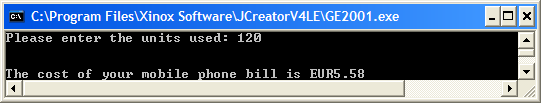 C:\Program Files\Xinox Software\JCreatorV4LE\GE2001.exe
Please enter the units used: 120
The cost of your mobile phone bill is EUR5.58